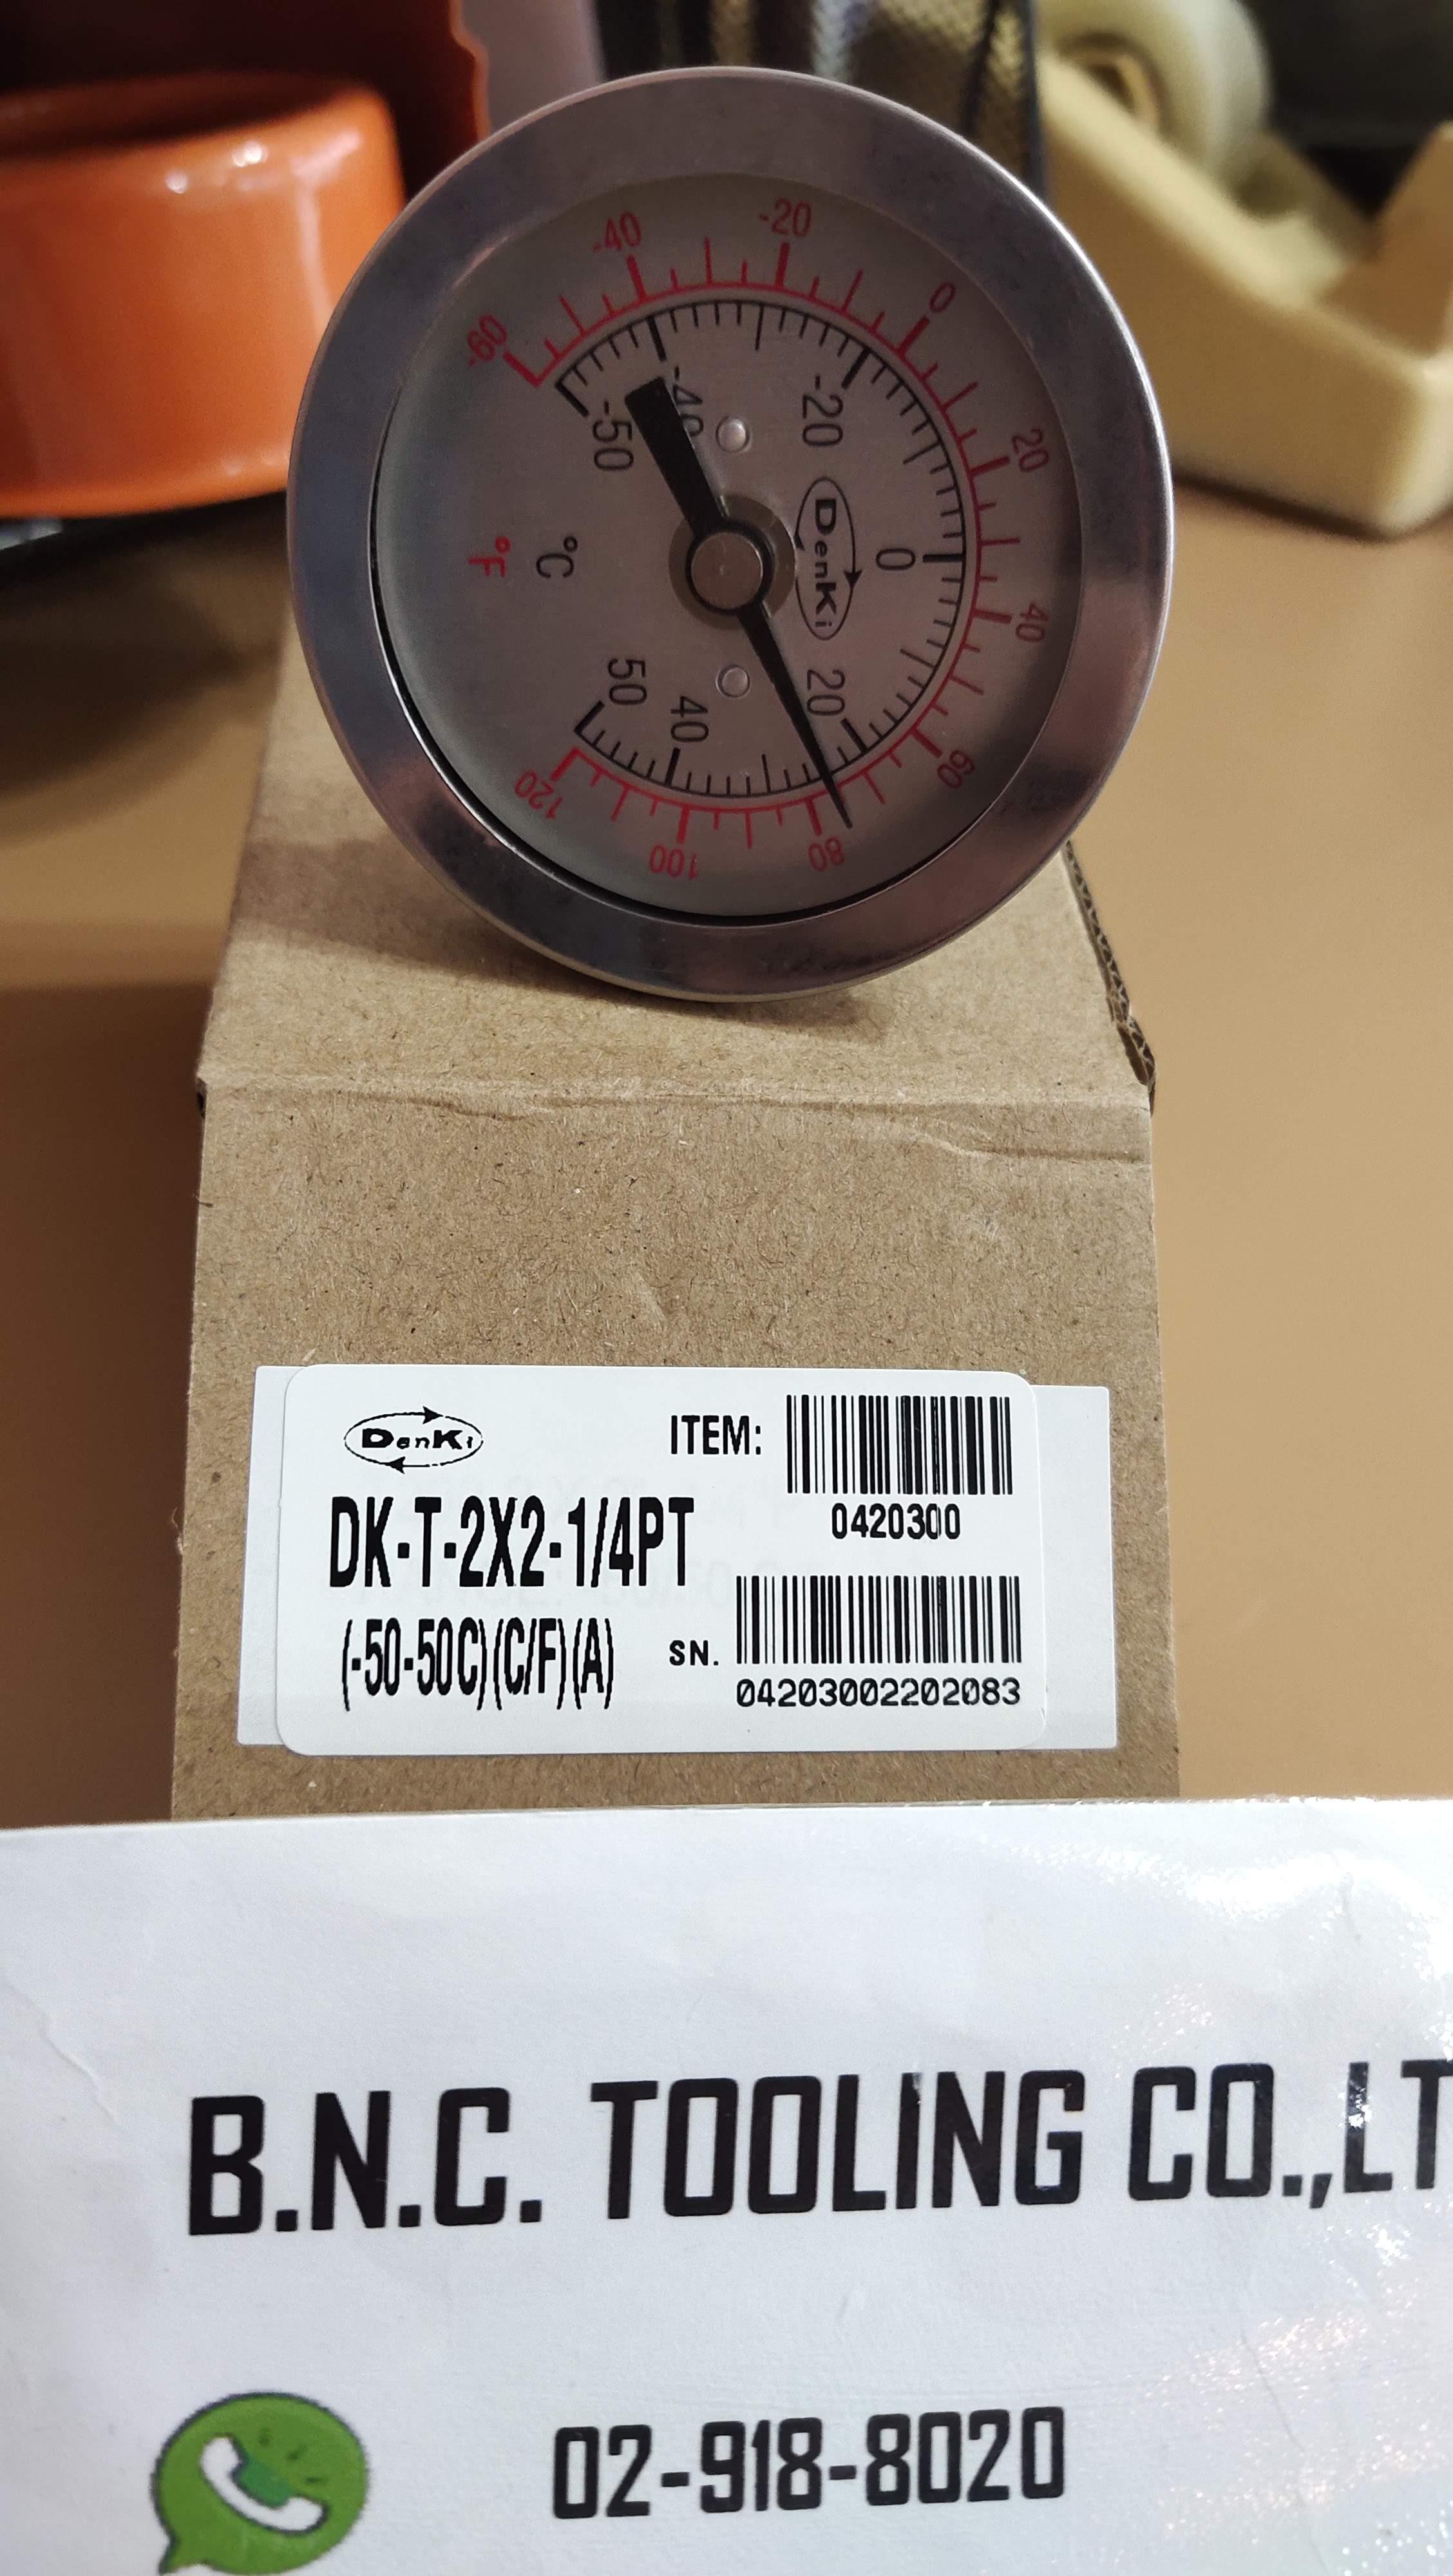 -60
-40
-20
0
20
40
60
80
100
120
-50
-40
-20
0
20
40
50
DenKi
°C
°F
DenKi
ITEM:
0420300
DK-T-2X2-1/4PT
(-50-50C)(C/F)(A)
SN.
04203002202083
B.N.C. TOOLING CO.,LT
02-918-8020